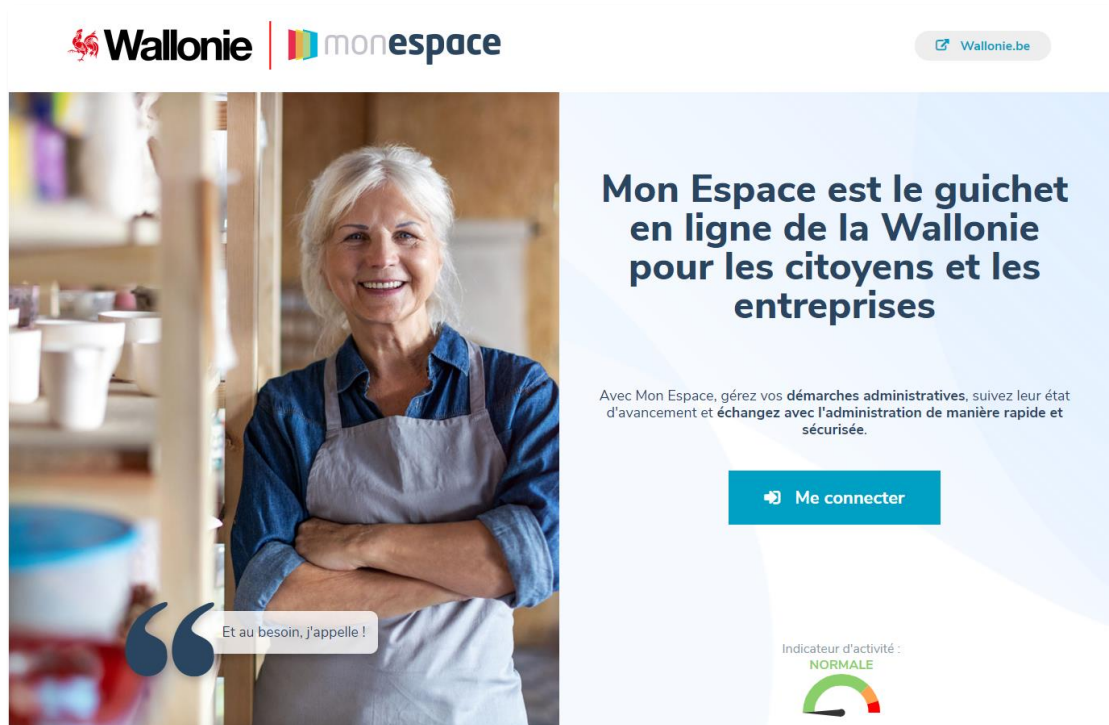 Wallonie
monespace
Wallonie.be
Mon Espace est le guichet
en ligne de la Wallonie
pour les citoyens et les
entreprises
Avec Mon Espace, gérez vos démarches administratives, suivez leur état
d'avancement et échangez avec l'administration de manière rapide et
sécurisée.
Me connecter
Et au besoin, j'appelle !
Indicateur d'activité :
NORMALE